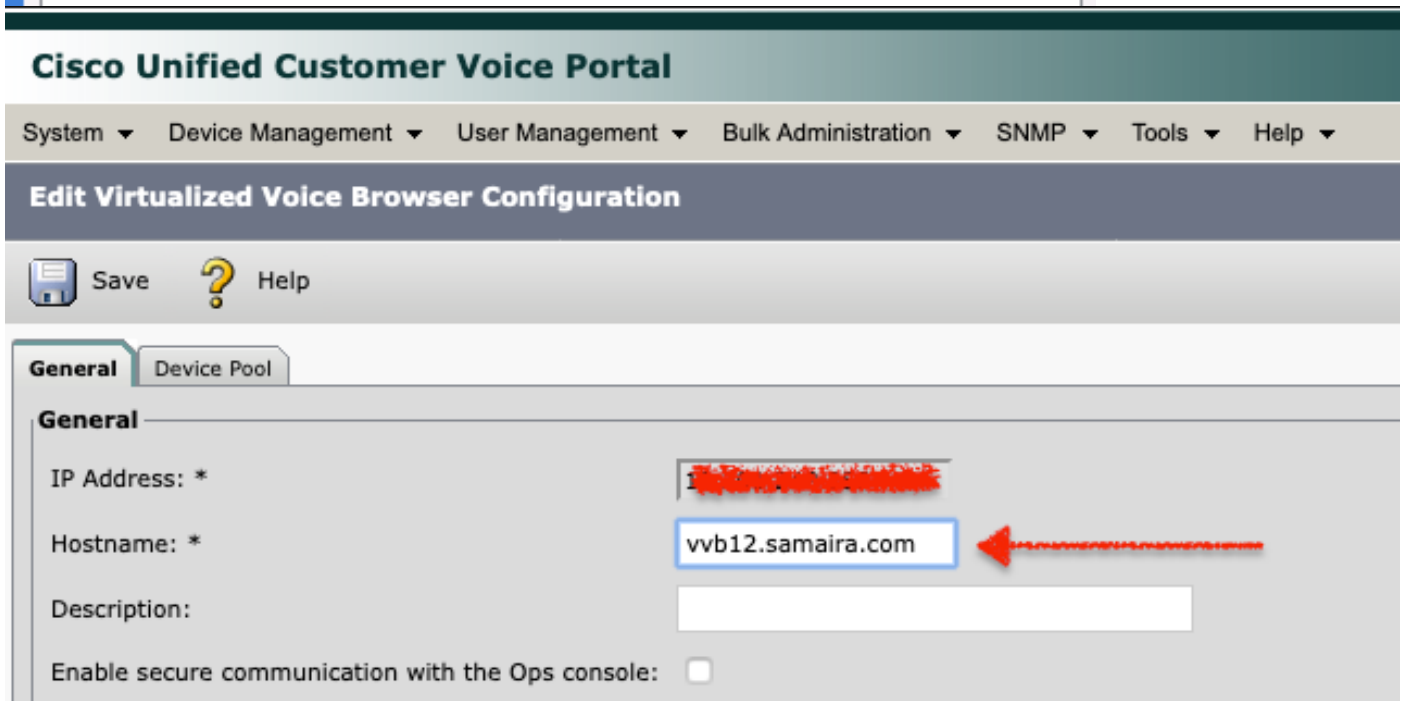 Cisco Unified Customer Voice Portal
System Device Management User Management Bulk Administration SNMP Tools Help
Edit Virtualized Voice Browser Configuration
Save Help
General Device Pool
General
IP Address: *
Hostname: * vvb12.samaira.com
Description:
Enable secure communication with the Ops console: